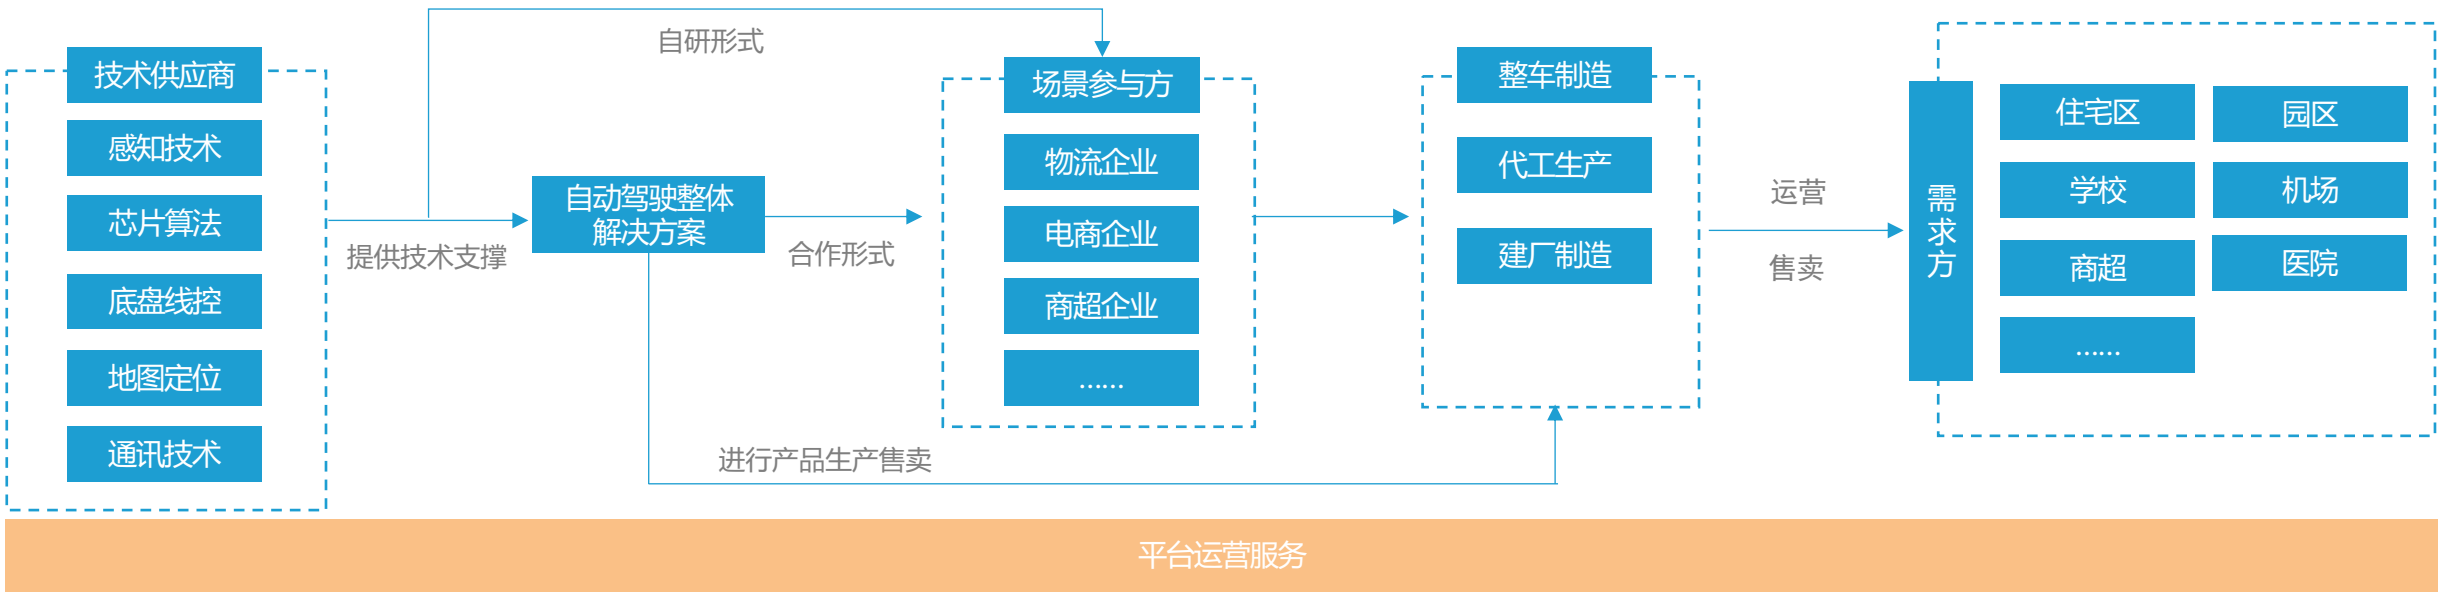 自研形式
技术供应商
感知技术
芯片算法
底盘线控
地图定位
通讯技术
提供技术支撑
自动驾驶整体
解决方案
合作形式
进行产品生产售卖
场景参与方
物流企业
电商企业
商超企业
……
整车制造
代工生产
建厂制造
运营
售卖
需求方
住宅区
园区
学校
机场
商超
医院
……
平台运营服务